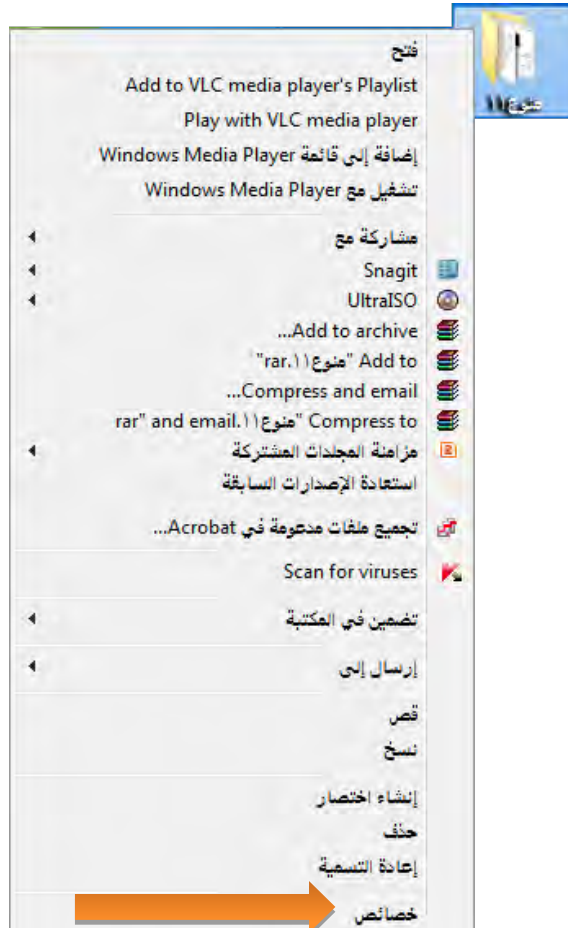 منوع١١
فتح
Add to VLC media player's Playlist
Play with VLC media player
إضافة إلى قائمة Windows Media Player
تشغيل مع Windows Media Player
مشاركة مع
Snagit
UltraISO
Add to archive...
Add to "منوع١١.rar"
Compress and email...
Compress to "منوع١١.rar" and email
مزامنة المجلدات المشتركة
استعادة الإصدارات السابقة
تجميع ملفات مدعومة في Acrobat...
Scan for viruses
تضمين في المكتبة
إرسال إلى
قص
نسخ
إنشاء اختصار
حذف
إعادة التسمية
خصائص